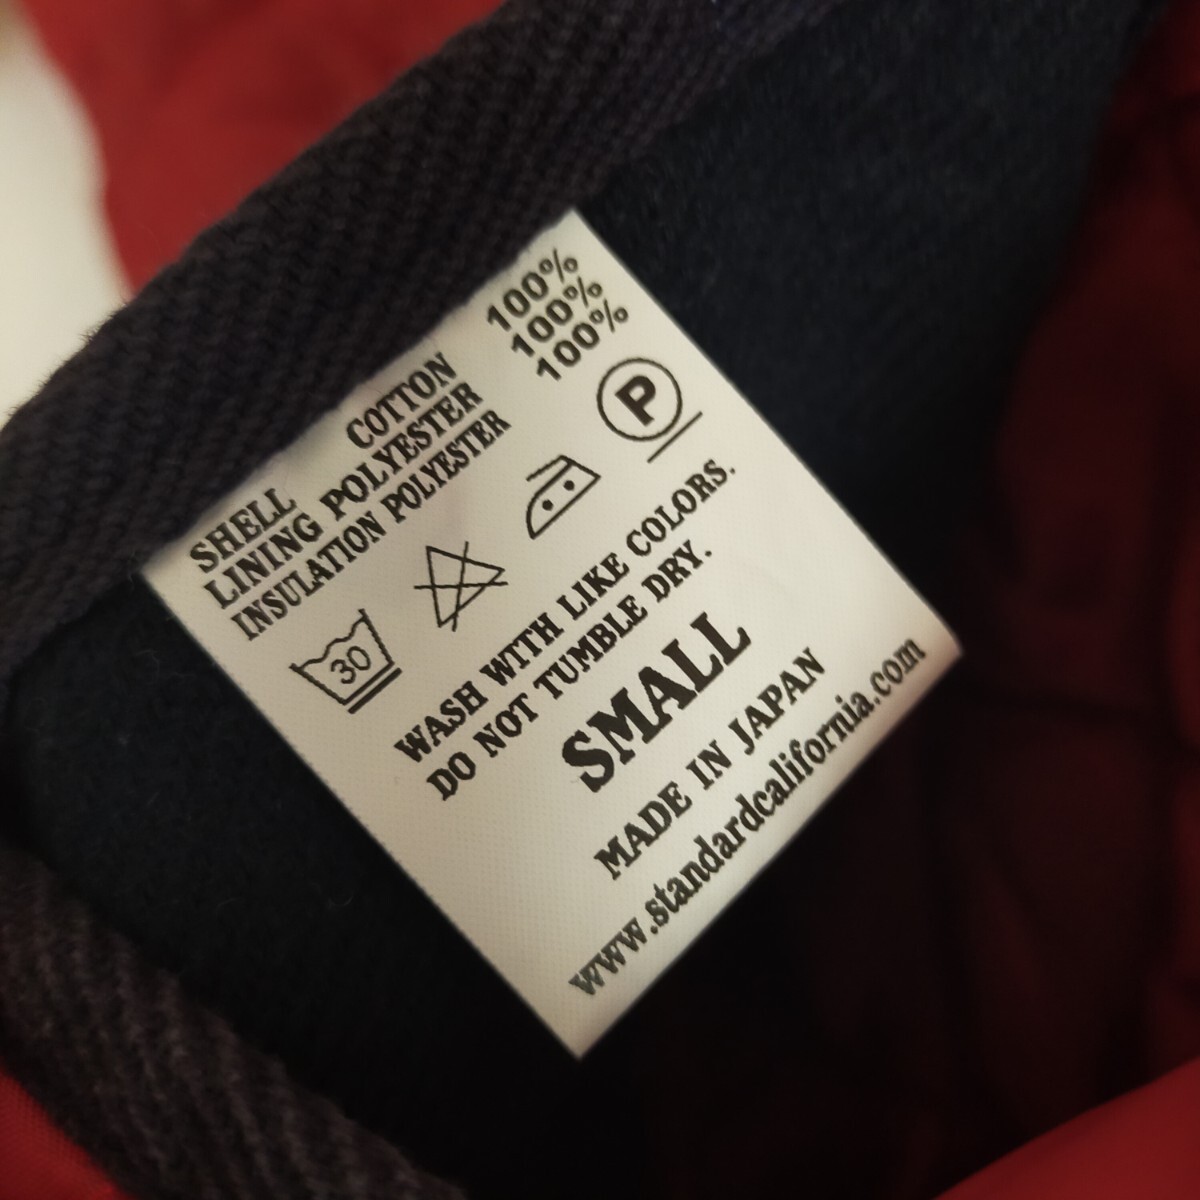 SHELL COTTON 100%
LINING POLYESTER 100%
INSULATION POLYESTER 100%
30 P
WASH WITH LIKE COLORS.
DO NOT TUMBLE DRY.
SMALL
MADE IN JAPAN
www.standardcalifornia.com